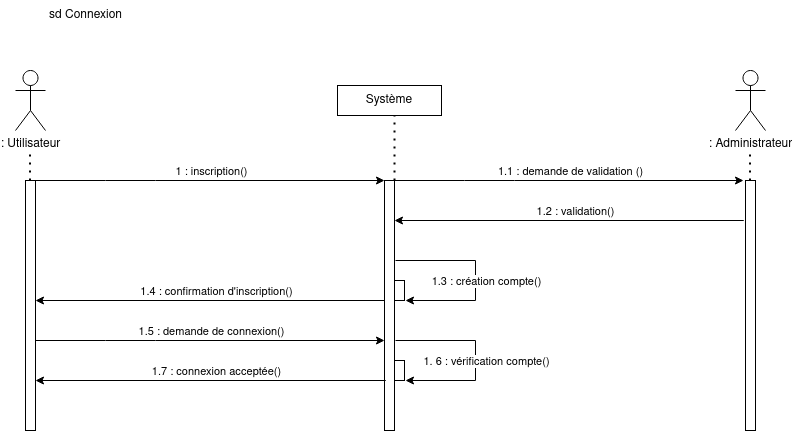 sd Connexion
Système
: Utilisateur
: Administrateur
1 : inscription()
1.1 : demande de validation ()
1.2 : validation()
1.3 : création compte()
1.4 : confirmation d'inscription()
1.5 : demande de connexion()
1. 6 : vérification compte()
1.7 : connexion acceptée()